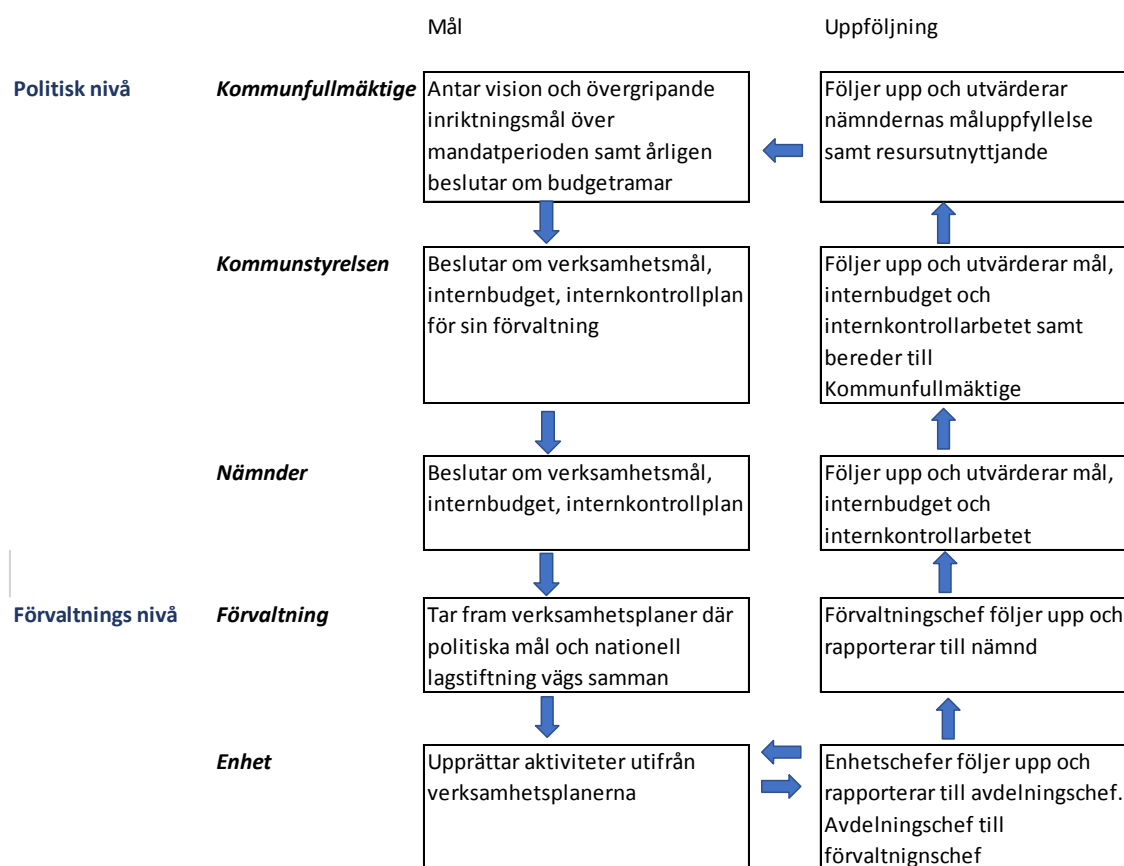 Mål
Uppföljning
Politisk nivå
Kommunfullmäktige
Antar vision och övergripande
inriktningsmål över
mandatperioden samt årligen
beslutar om budgetramar
Följer upp och utvärderar
nämndernas måluppfyllelse
samt resursutnyttjande
Kommunstyrelsen
Beslutar om verksamhetsmål,
internbudget, internkontrollplan
för sin förvaltning
Följer upp och utvärderar mål,
internbudget och
internkontrollarbetet samt
bereder till
Kommunfullmäktige
Nämnder
Beslutar om verksamhetsmål,
internbudget, internkontrollplan
Följer upp och utvärderar mål,
internbudget och
internkontrollarbetet
Förvaltnings nivå
Förvaltning
Tar fram verksamhetsplaner där
politiska mål och nationell
lagstiftning vägs samman
Förvaltningschef följer upp och
rapporterar till nämnd
Enhet
Upprättar aktiviteter utifrån
verksamhetsplanerna
Enhetschefer följer upp och
rapporterar till avdelningschef.
Avdelningschef till
förvaltnignschef